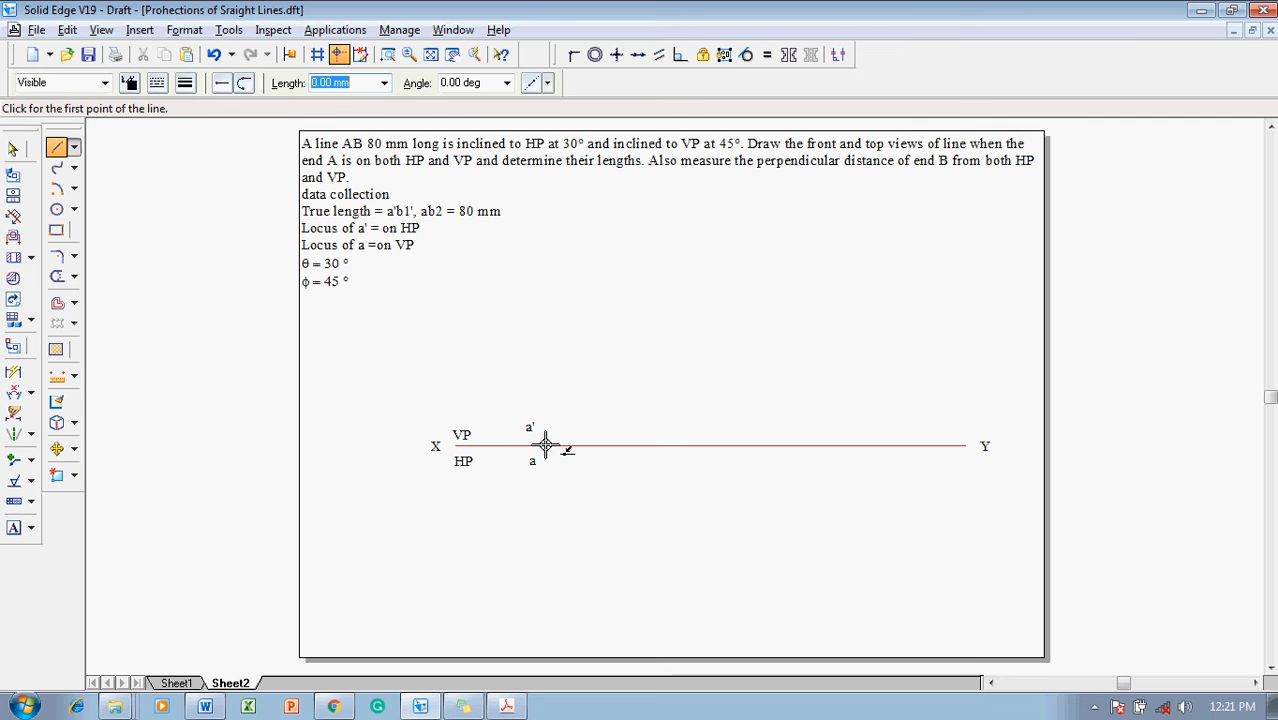 Solid Edge V19 - Draft - [Prohections of Sraight Lines.dft]
File Edit View Insert Format Tools Inspect Applications Manage Window Help
Visible Length: 0.00 mm Angle: 0.00 deg
Click for the first point of the line.
A line AB 80 mm long is inclined to HP at 30° and inclined to VP at 45°. Draw the front and top views of line when the
end A is on both HP and VP and determine their lengths. Also measure the perpendicular distance of end B from both HP
and VP.
data collection
True length = a'b1', ab2 = 80 mm
Locus of a' = on HP
Locus of a =on VP
θ = 30 °
ϕ = 45 °
a'
VP
X Y
HP a
A
Sheet1 Sheet2
12:21 PM